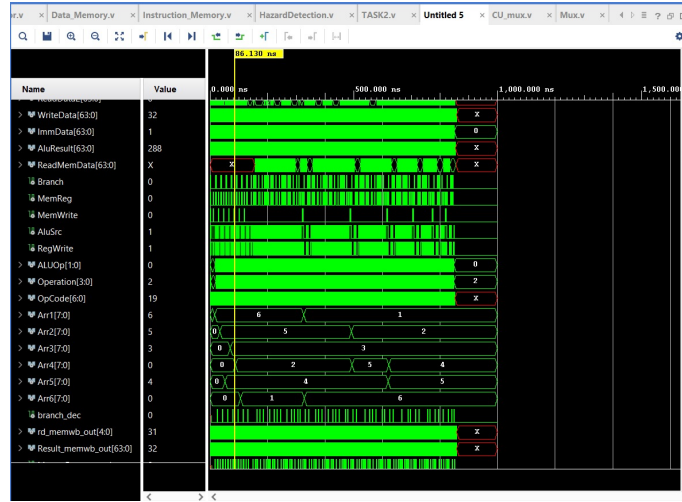 or.v × Data_Memory.v × Instruction_Memory.v × HazardDetection.v × TASK2.v × Untitled 5 × CU_mux.v × Mux.v ×
86.130 ns
Name Value 0.000 ns 500.000 ns 1,000.000 ns 1,500.00
WriteData[63:0] 32 X
ImmData[63:0] 1 0
AluResult[63:0] 288 X
ReadMemData[63:0] X X X
Branch 0
MemReg 0
MemWrite 0
AluSrc 1
RegWrite 1
ALUOp[1:0] 0 0
Operation[3:0] 2 2
OpCode[6:0] 19 X
Arr1[7:0] 6 6 1
Arr2[7:0] 5 0 5 2
Arr3[7:0] 3 0 3
Arr4[7:0] 0 0 2 5 4
Arr5[7:0] 4 0 4 5
Arr6[7:0] 0 0 1 6
branch_dec 0
rd_memwb_out[4:0] 31 X
Result_memwb_out[63:0] 32 X